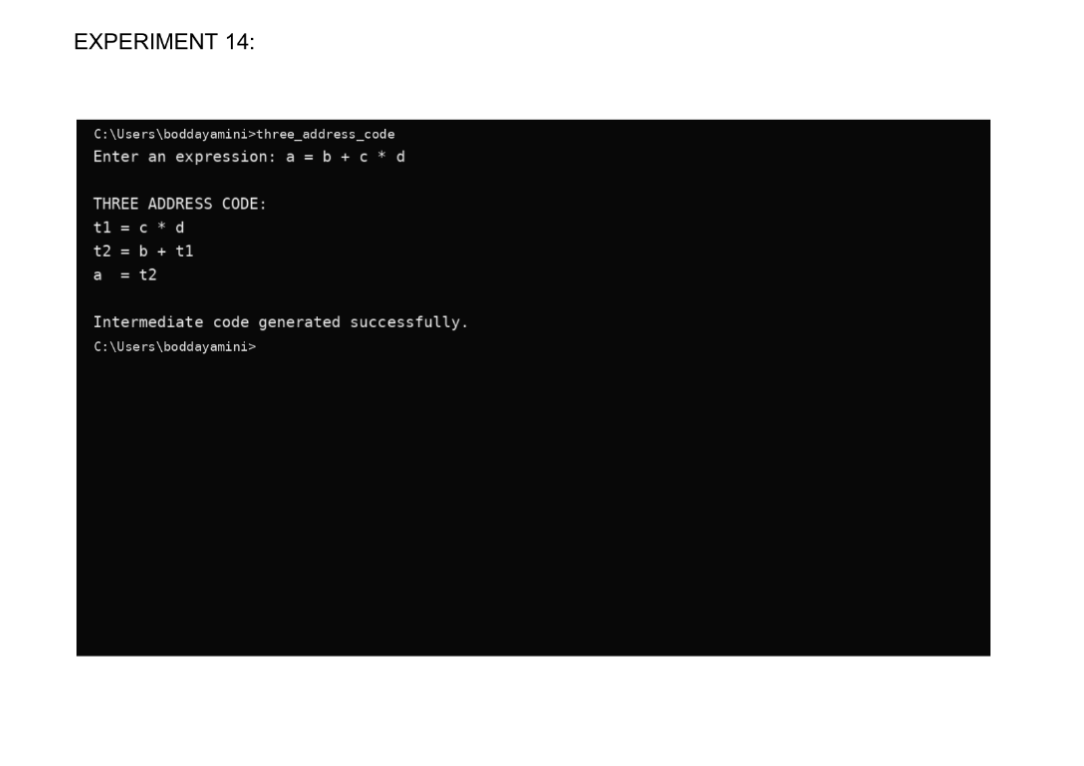 EXPERIMENT 14:
C:\Users\boddayamini>three_address_code
Enter an expression: a = b + c * d
THREE ADDRESS CODE:
t1 = c * d
t2 = b + t1
a  = t2
Intermediate code generated successfully.
C:\Users\boddayamini>